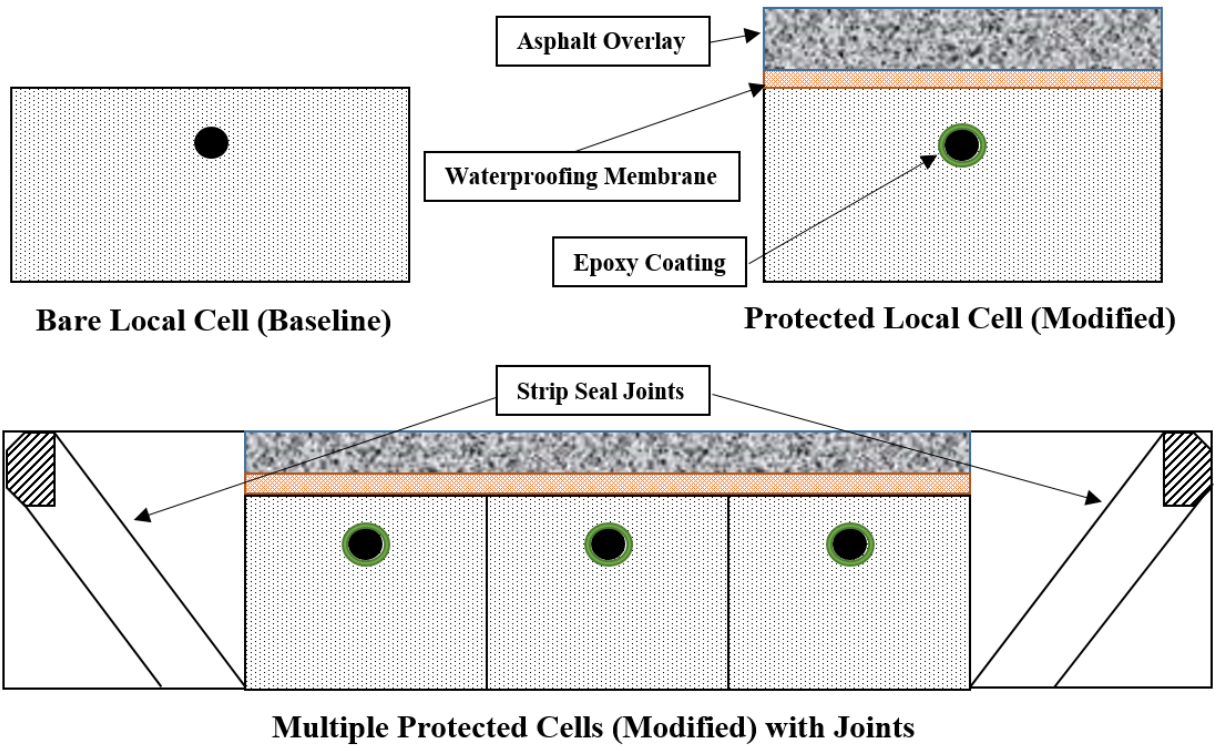 Asphalt Overlay
Waterproofing Membrane
Epoxy Coating
Bare Local Cell (Baseline)
Protected Local Cell (Modified)
Strip Seal Joints
Multiple Protected Cells (Modified) with Joints